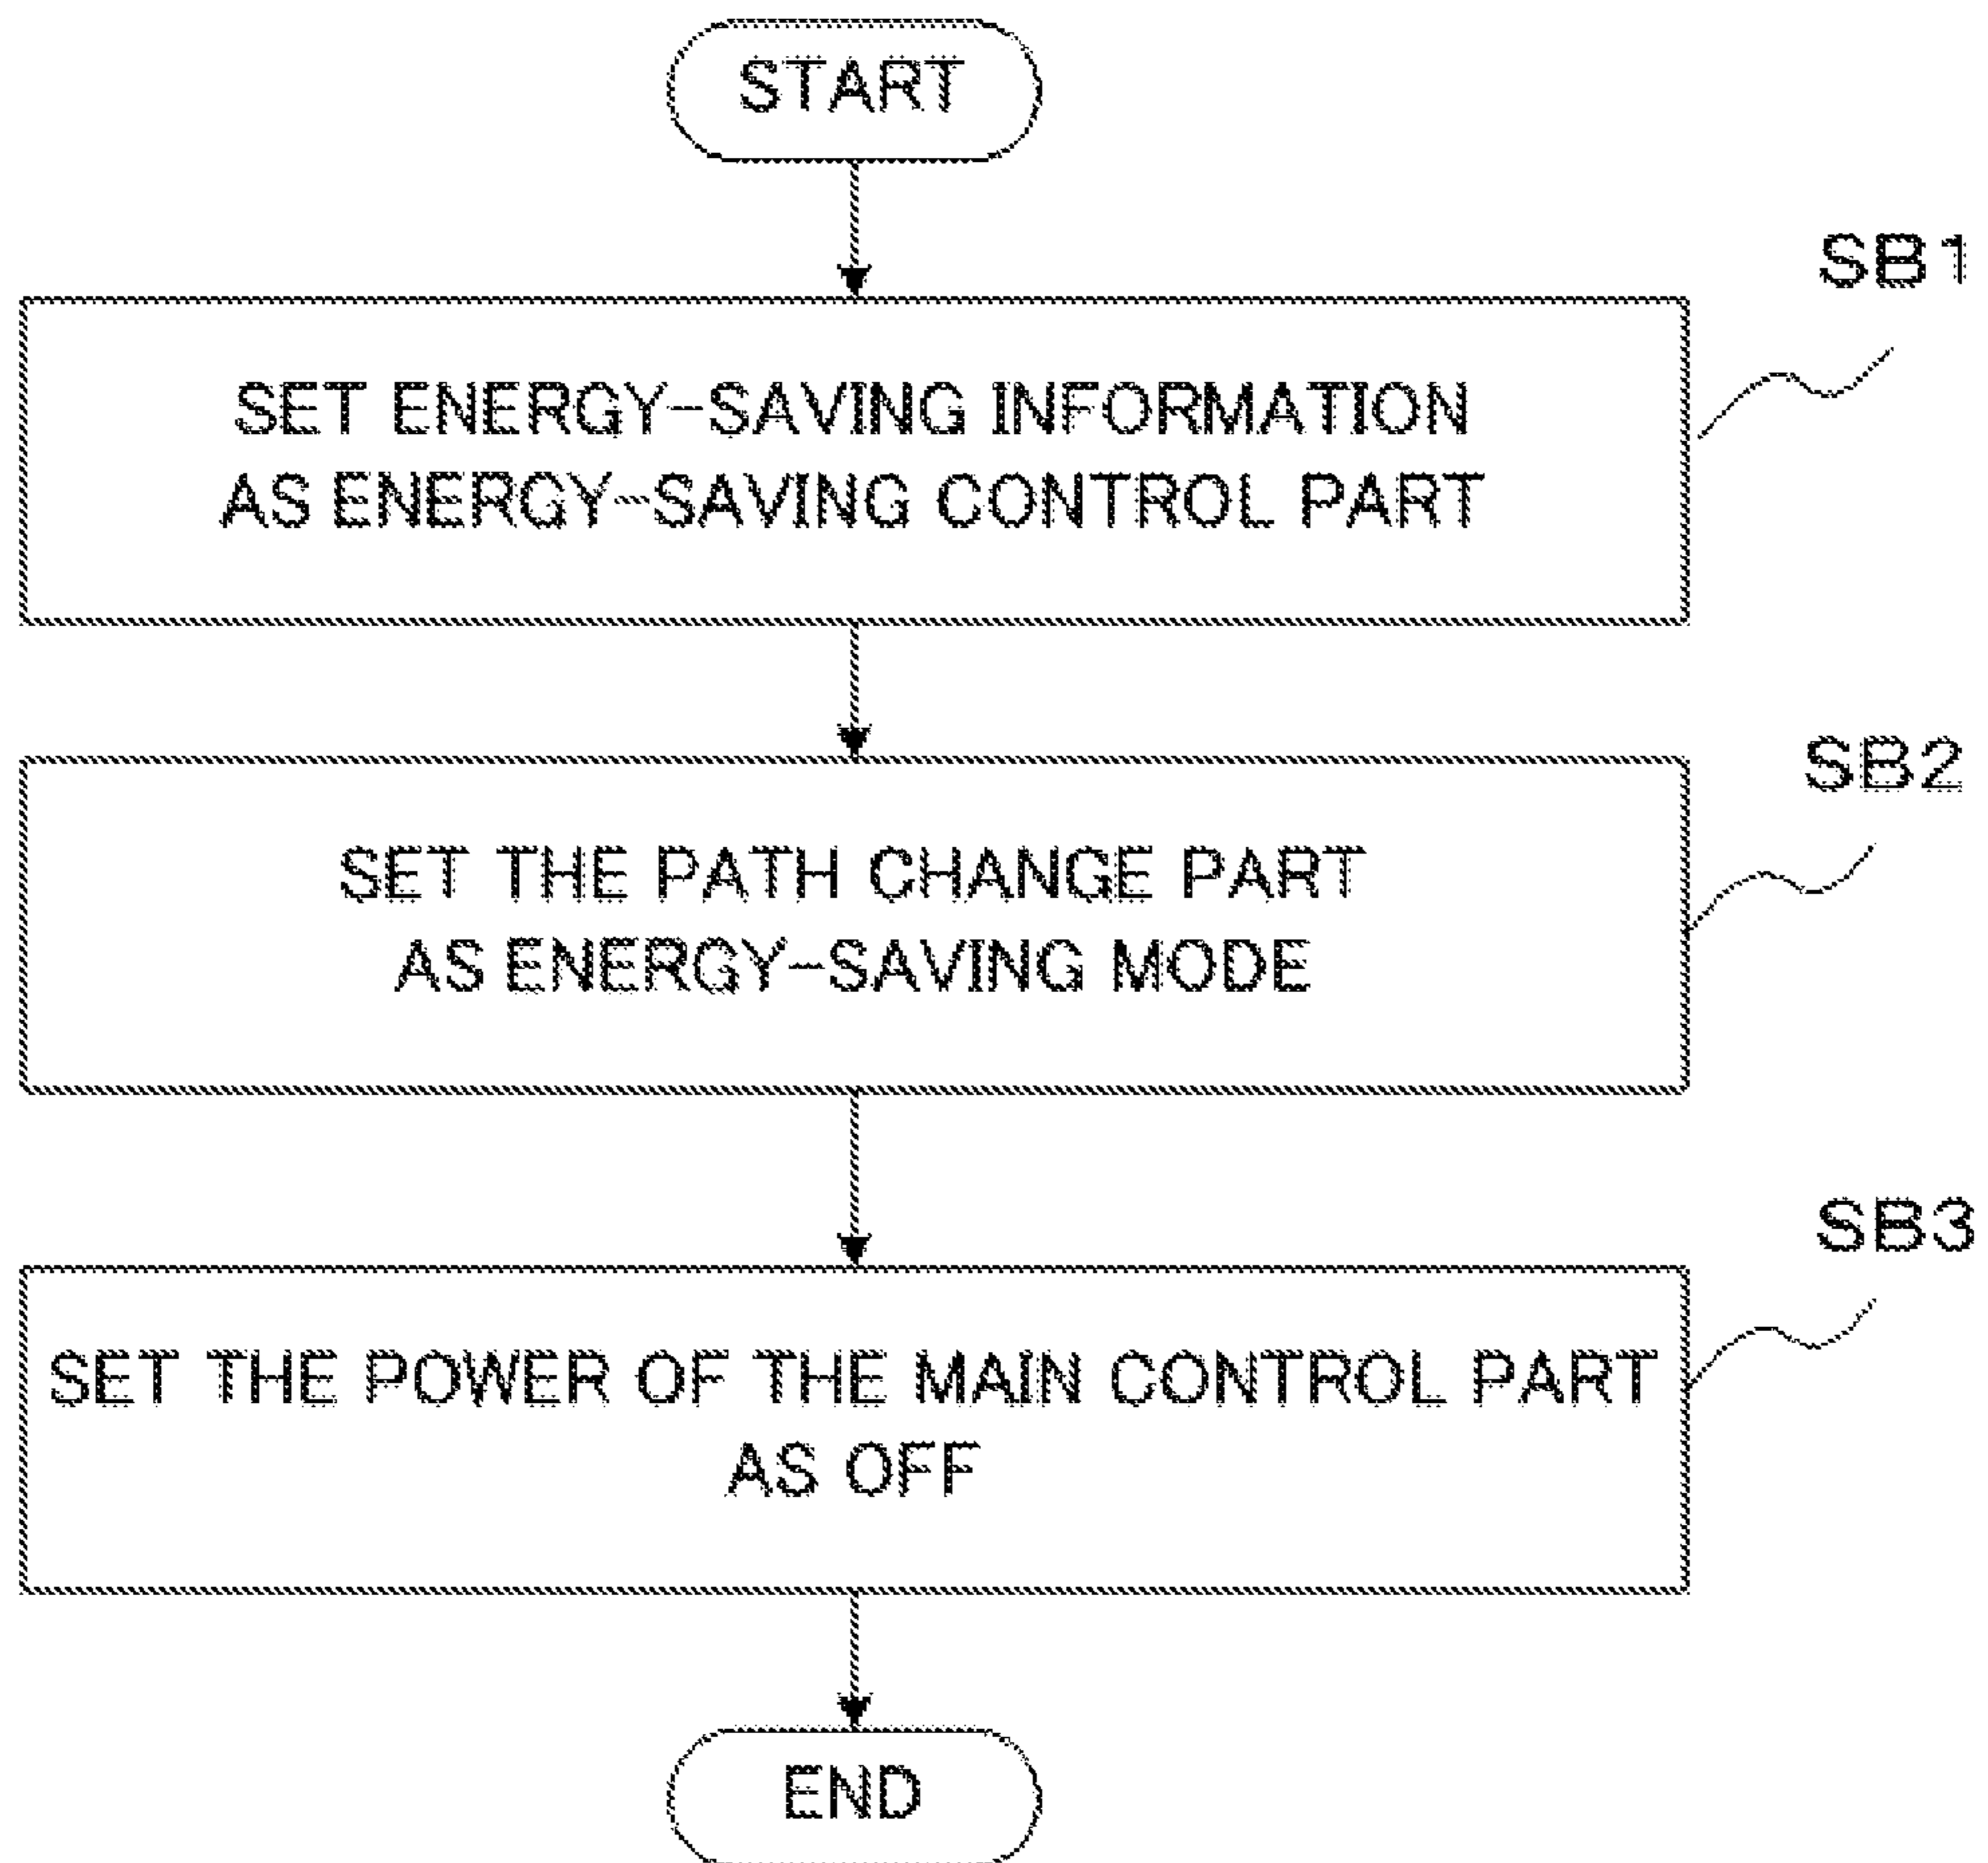 START
SB1
SET ENERGY-SAVING INFORMATION
AS ENERGY-SAVING CONTROL PART
SB2
SET THE PATH CHANGE PART
AS ENERGY-SAVING MODE
SB3
SET THE POWER OF THE MAIN CONTROL PART
AS OFF
END